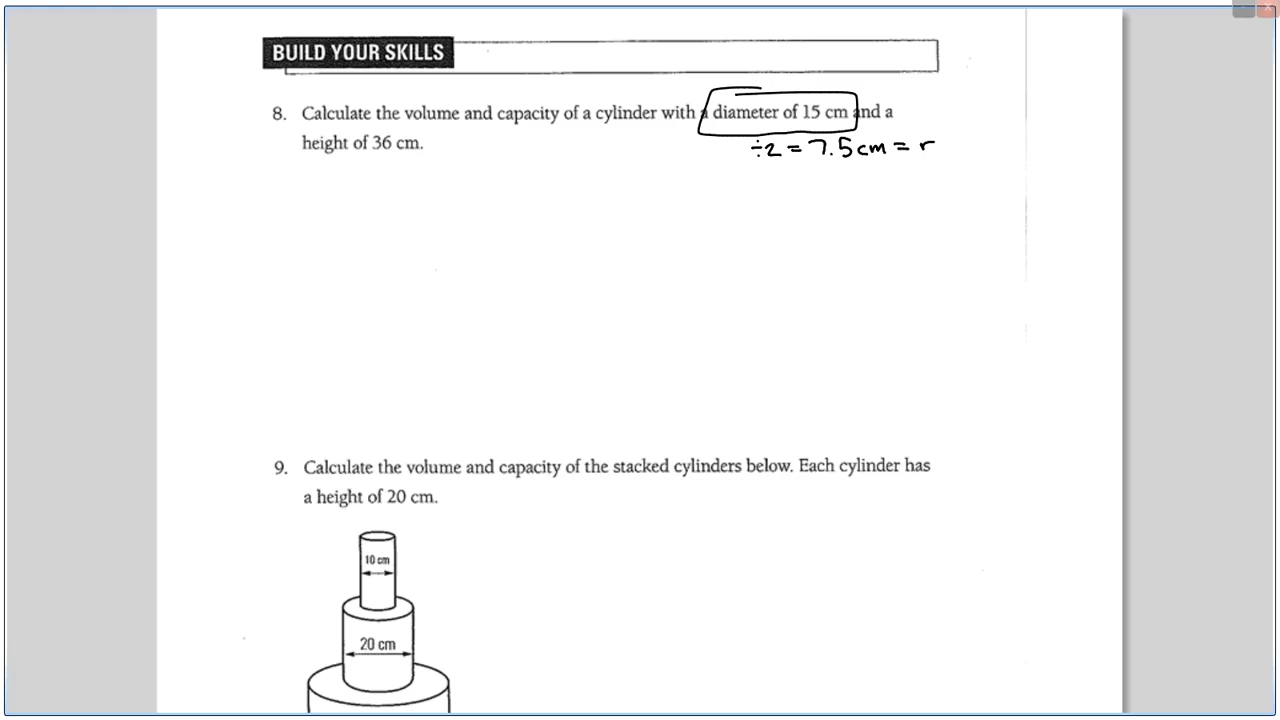 BUILD YOUR SKILLS
8. Calculate the volume and capacity of a cylinder with a diameter of 15 cm and a
height of 36 cm.
÷2 = 7.5cm = r
9. Calculate the volume and capacity of the stacked cylinders below. Each cylinder has
a height of 20 cm.
10 cm
20 cm